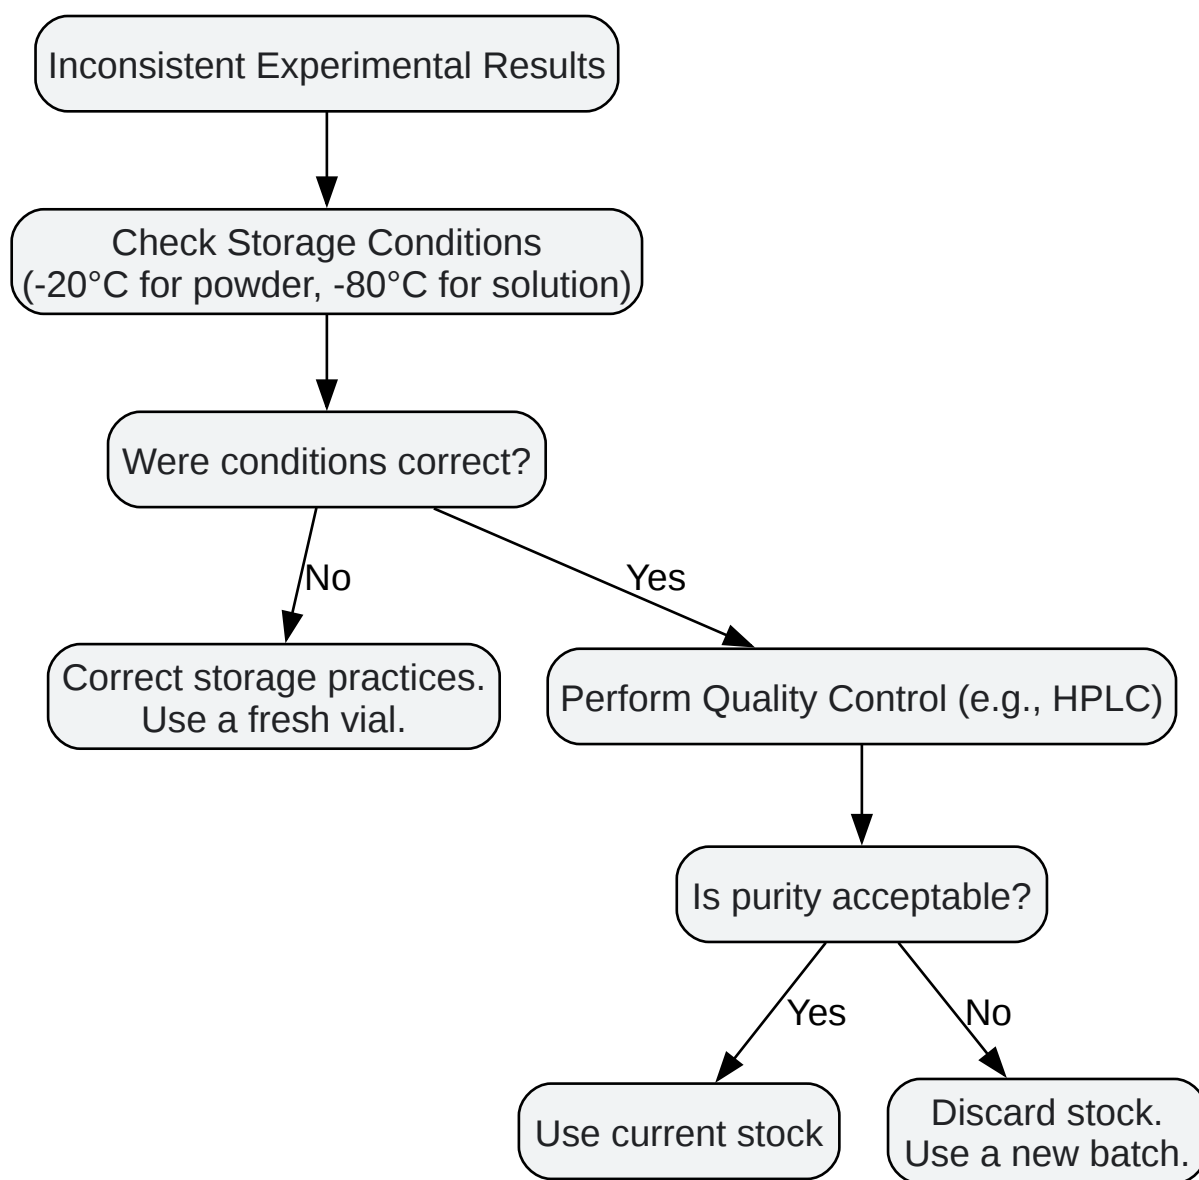 Inconsistent Experimental Results
Check Storage Conditions
(-20°C for powder, -80°C for solution)
Were conditions correct?
No
Yes
Correct storage practices.
Use a fresh vial.
Perform Quality Control (e.g., HPLC)
Is purity acceptable?
Yes
No
Use current stock
Discard stock.
Use a new batch.